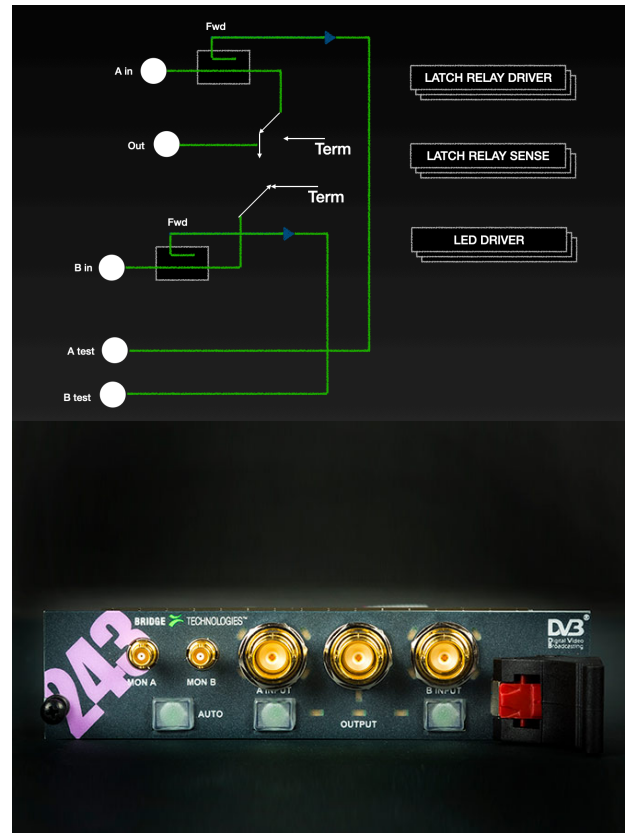 Fwd
A in
LATCH RELAY DRIVER
Out
Term
LATCH RELAY SENSE
Term
Fwd
LED DRIVER
B in
A test
B test
243
BRIDGE TECHNOLOGIES™
DVB®
Digital Video
Broadcasting
MON A
MON B
A INPUT
B INPUT
AUTO
OUTPUT